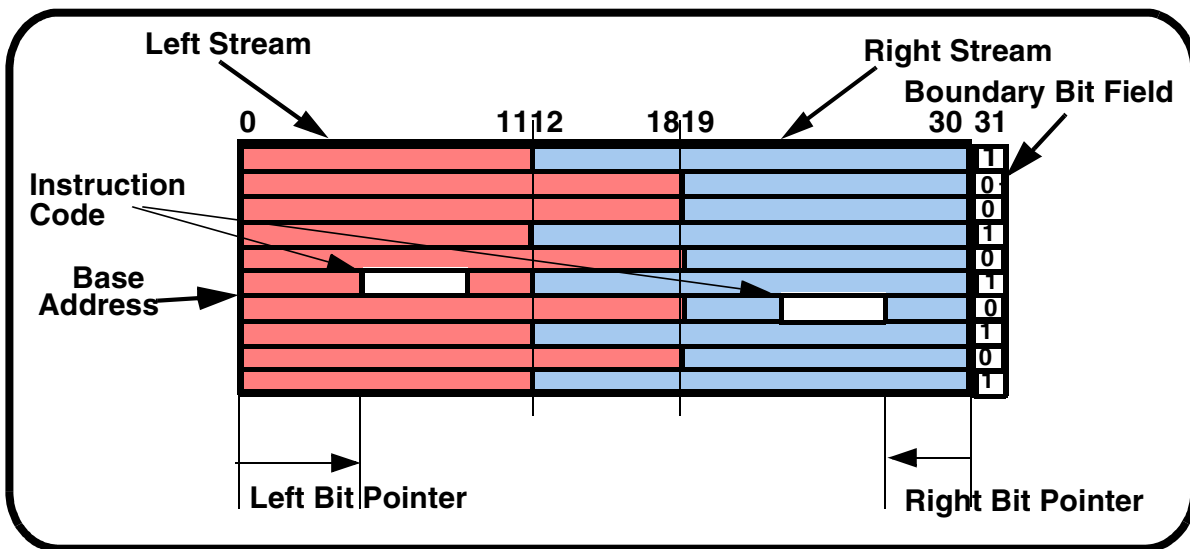 Left Stream
Right Stream
Boundary Bit Field
0 1112 1819 30 31
1
0
0
1
0
1
0
1
0
1
Instruction
Code
Base
Address
Left Bit Pointer
Right Bit Pointer